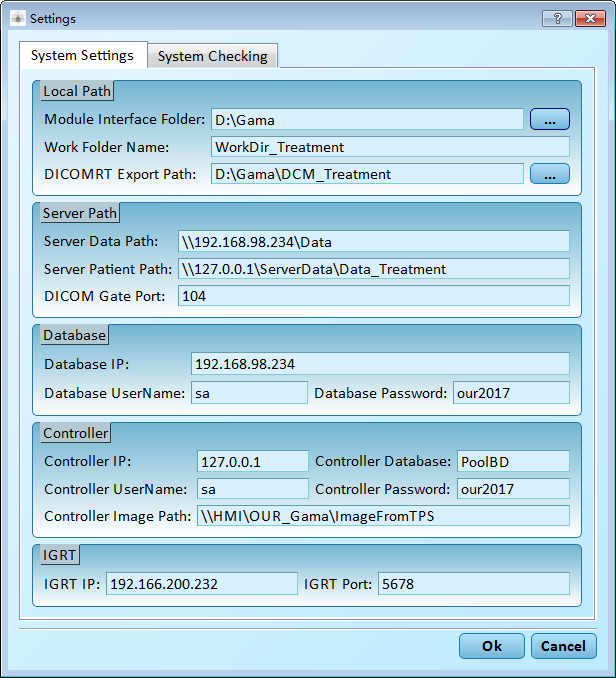 Settings
?
System Settings System Checking
Local Path
Module Interface Folder: D:\Gama ...
Work Folder Name: WorkDir_Treatment
DICOMRT Export Path: D:\Gama\DCM_Treatment ...
Server Path
Server Data Path: \\192.168.98.234\Data
Server Patient Path: \\127.0.0.1\ServerData\Data_Treatment
DICOM Gate Port: 104
Database
Database IP: 192.168.98.234
Database UserName: sa Database Password: our2017
Controller
Controller IP: 127.0.0.1 Controller Database: PoolBD
Controller UserName: sa Controller Password: our2017
Controller Image Path: \\HMI\OUR_Gama\ImageFromTPS
IGRT
IGRT IP: 192.166.200.232 IGRT Port: 5678
Ok Cancel